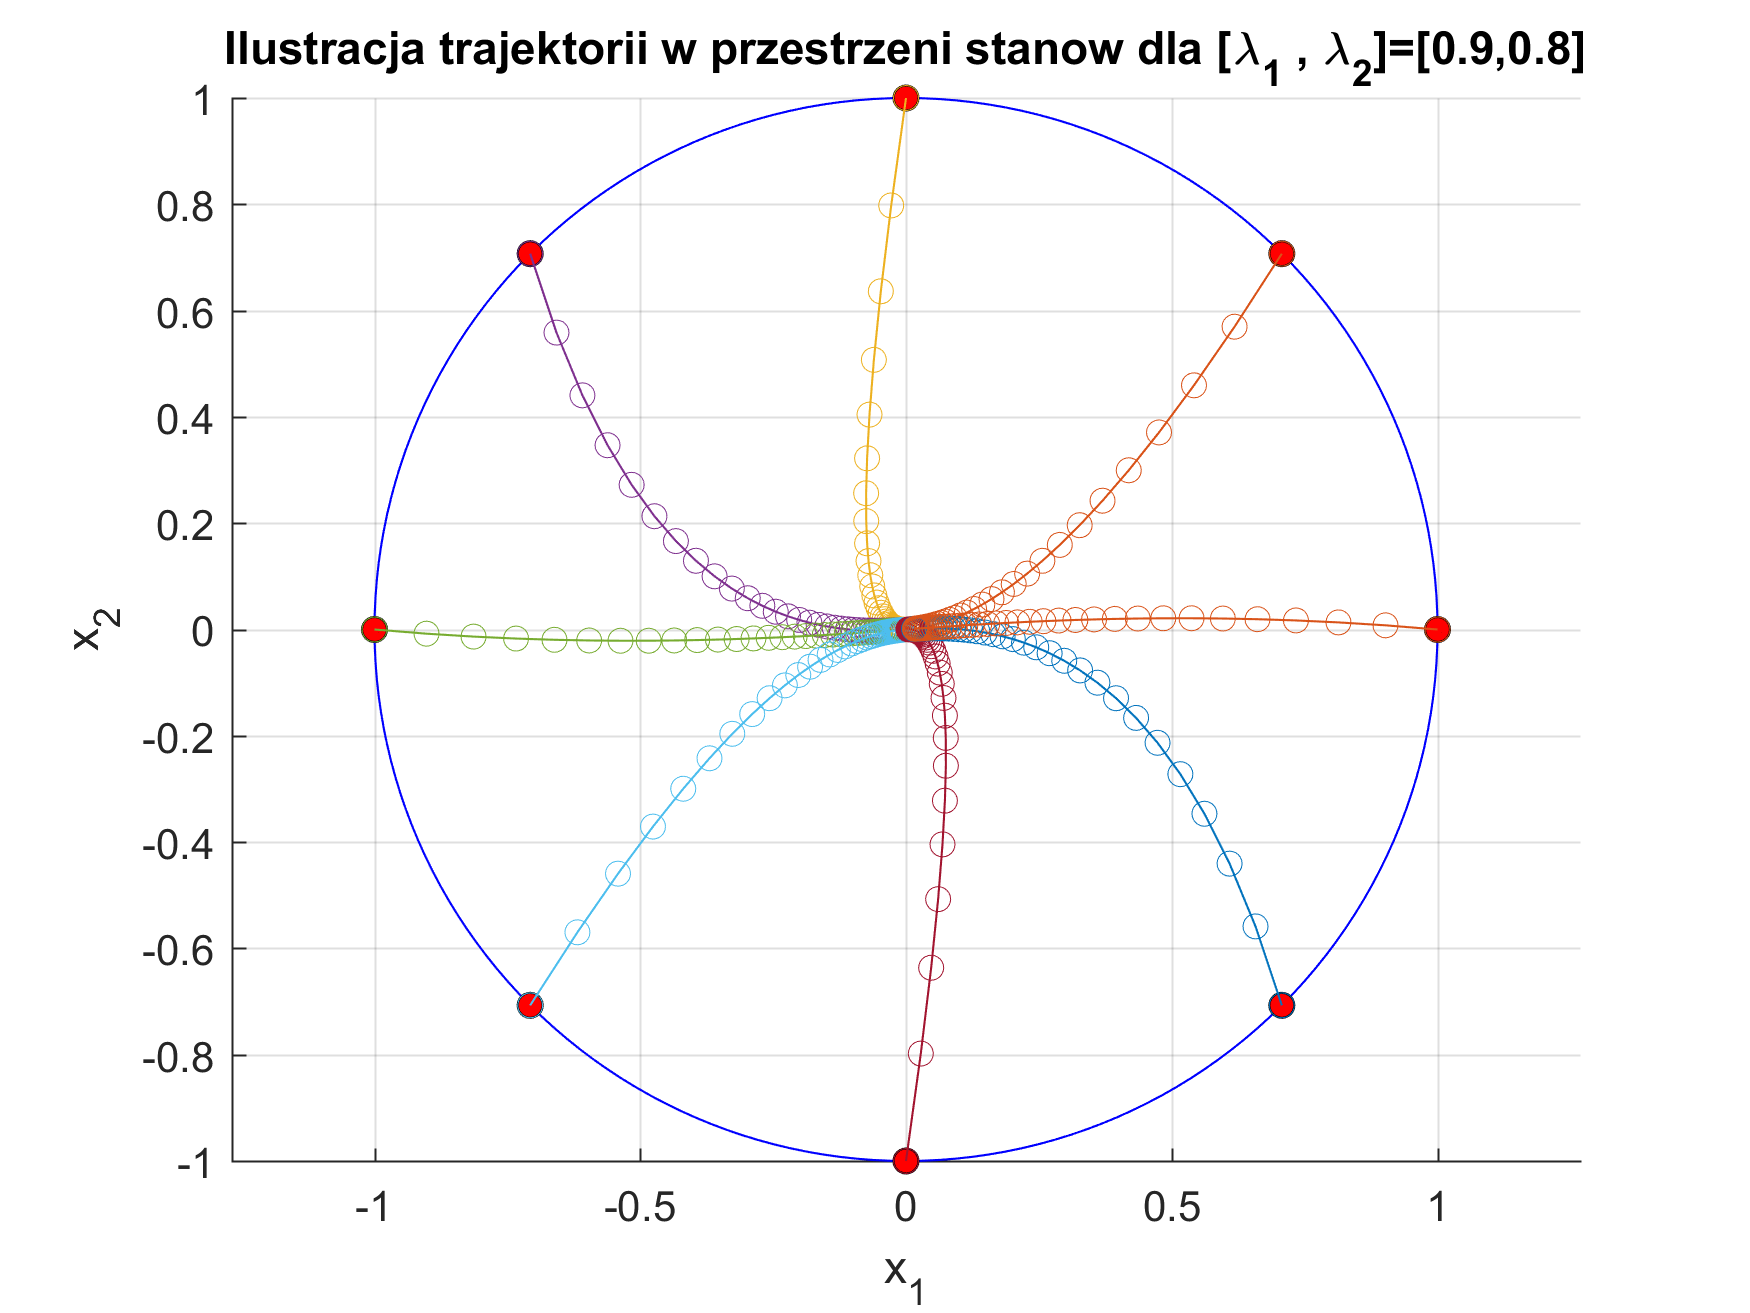 Ilustracja trajektorii w przestrzeni stanow dla [λ₁ , λ₂]=[0.9,0.8]
1
0.8
0.6
0.4
0.2
0
-0.2
-0.4
-0.6
-0.8
-1
x₂
-1 -0.5 0 0.5 1
x₁